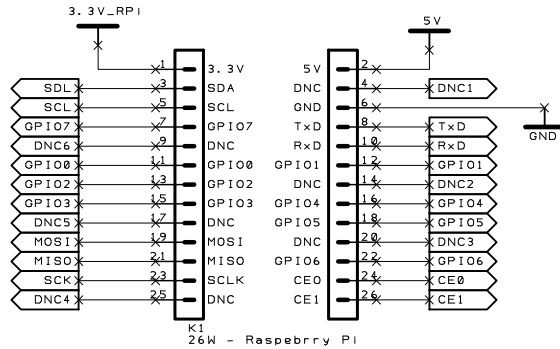 3.3V_RPi
5V
1 3.3V 5V 2
SDL 3 SDA DNC 4 DNC1
SCL 5 SCL GND 6
GPIO7 7 GPIO7 TxD 8 TxD
GND
DNC6 9 DNC RxD 10 RxD
GPIO0 11 GPIO0 GPIO1 12 GPIO1
GPIO2 13 GPIO2 DNC 14 DNC2
GPIO3 15 GPIO3 GPIO4 16 GPIO4
DNC5 17 DNC GPIO5 18 GPIO5
MOSI 19 MOSI DNC 20 DNC3
MISO 21 MISO GPIO6 22 GPIO6
SCK 23 SCLK CE0 24 CE0
DNC4 25 DNC CE1 26 CE1
K1
26W - Raspebrry Pi